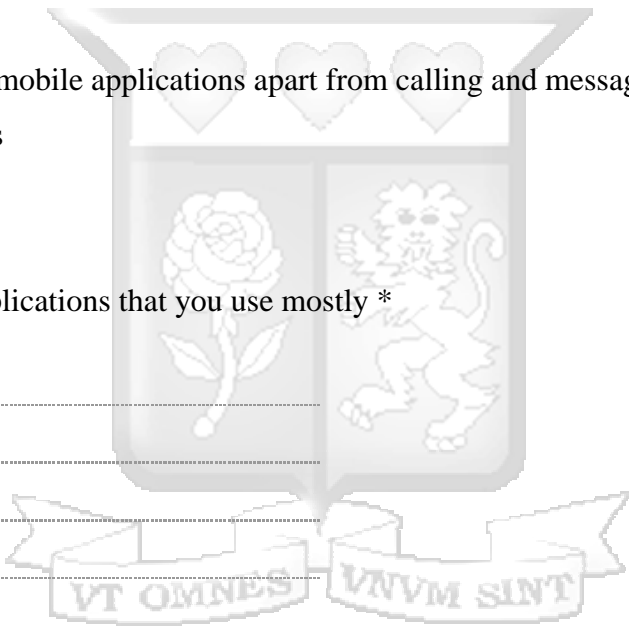 mobile applications apart from calling and messag
s
plications that you use mostly *
VT OMNES VNVM SINT